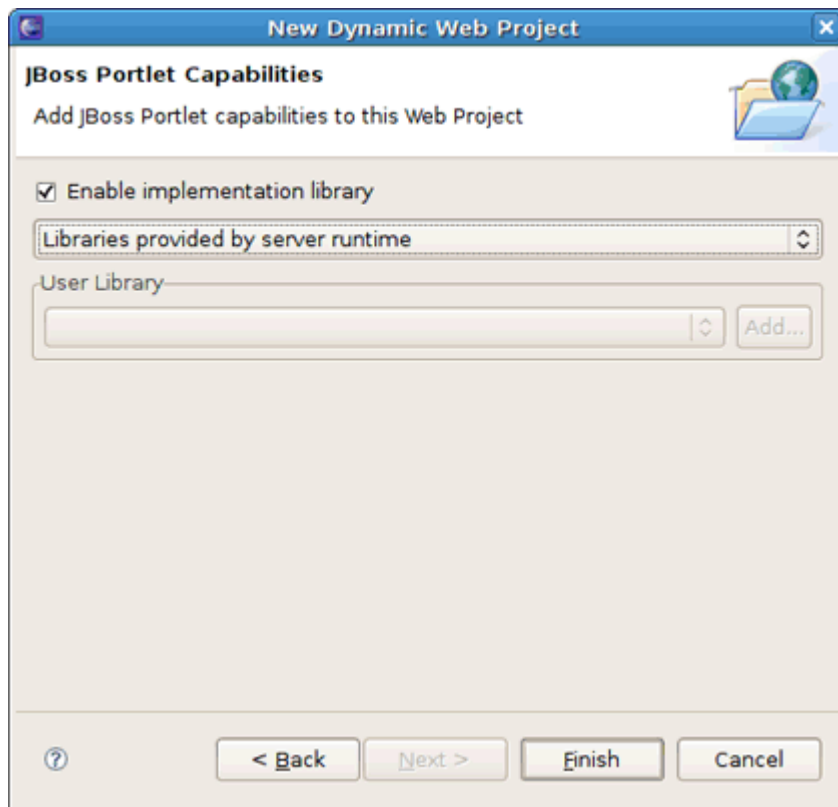 New Dynamic Web Project
JBoss Portlet Capabilities
Add JBoss Portlet capabilities to this Web Project
Enable implementation library
Libraries provided by server runtime
User Library
Add...
< Back Next > Finish Cancel